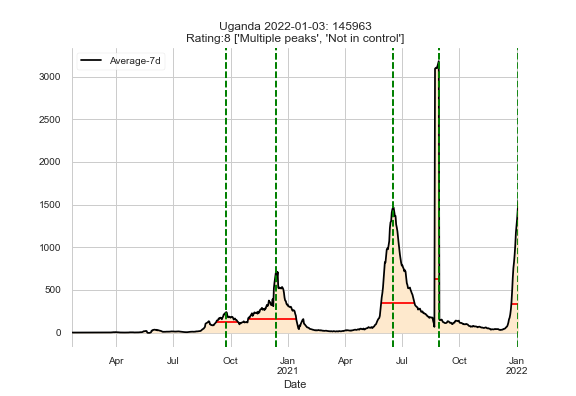 Uganda 2022-01-03: 145963
Rating:8 ['Multiple peaks', 'Not in control']
Average-7d
3000
2500
2000
1500
1000
500
0
Apr Jul Oct Jan Apr Jul Oct Jan
2021 2022
Date